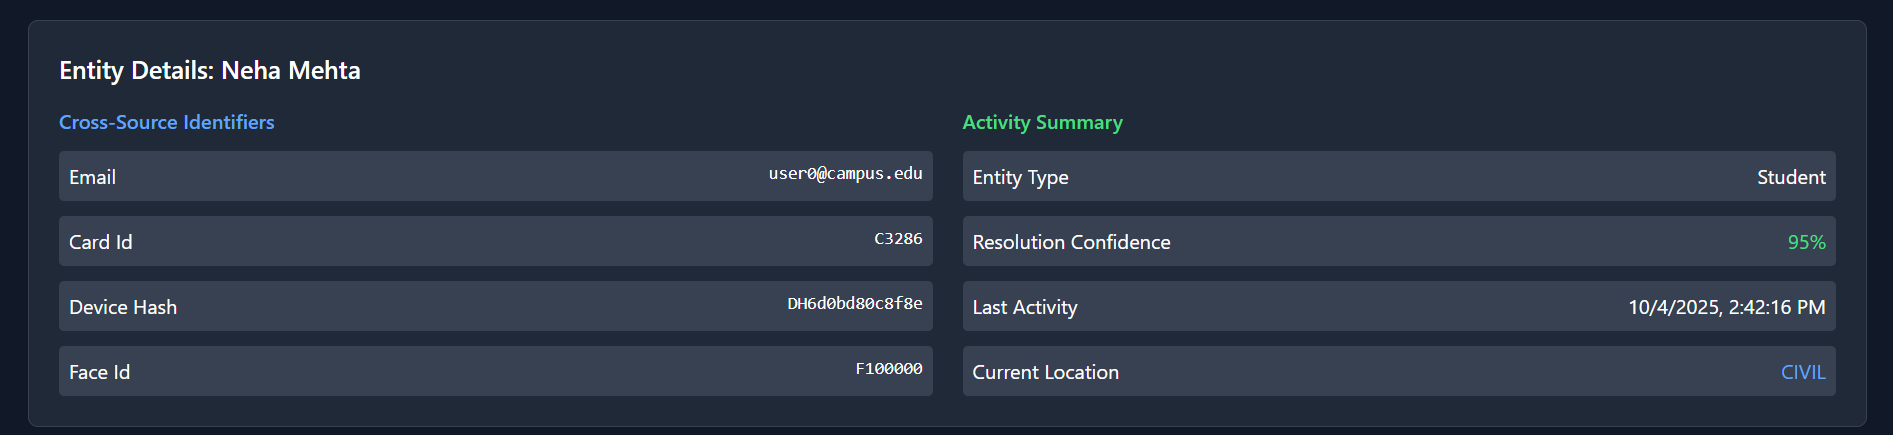 Entity Details: Neha Mehta
Cross-Source Identifiers
Email user0@campus.edu
Card Id C3286
Device Hash DH6d0bd80c8f8e
Face Id F100000
Activity Summary
Entity Type Student
Resolution Confidence 95%
Last Activity 10/4/2025, 2:42:16 PM
Current Location CIVIL